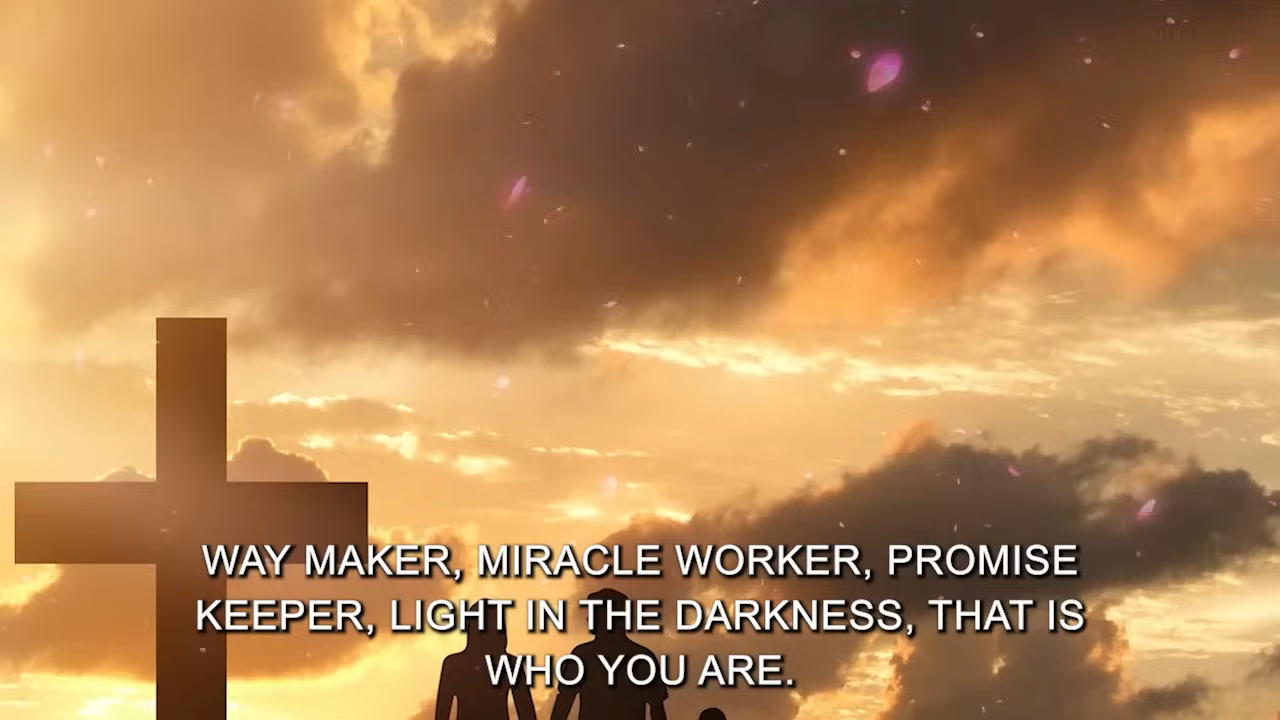 WAY MAKER, MIRACLE WORKER, PROMISE
KEEPER, LIGHT IN THE DARKNESS, THAT IS
WHO YOU ARE.